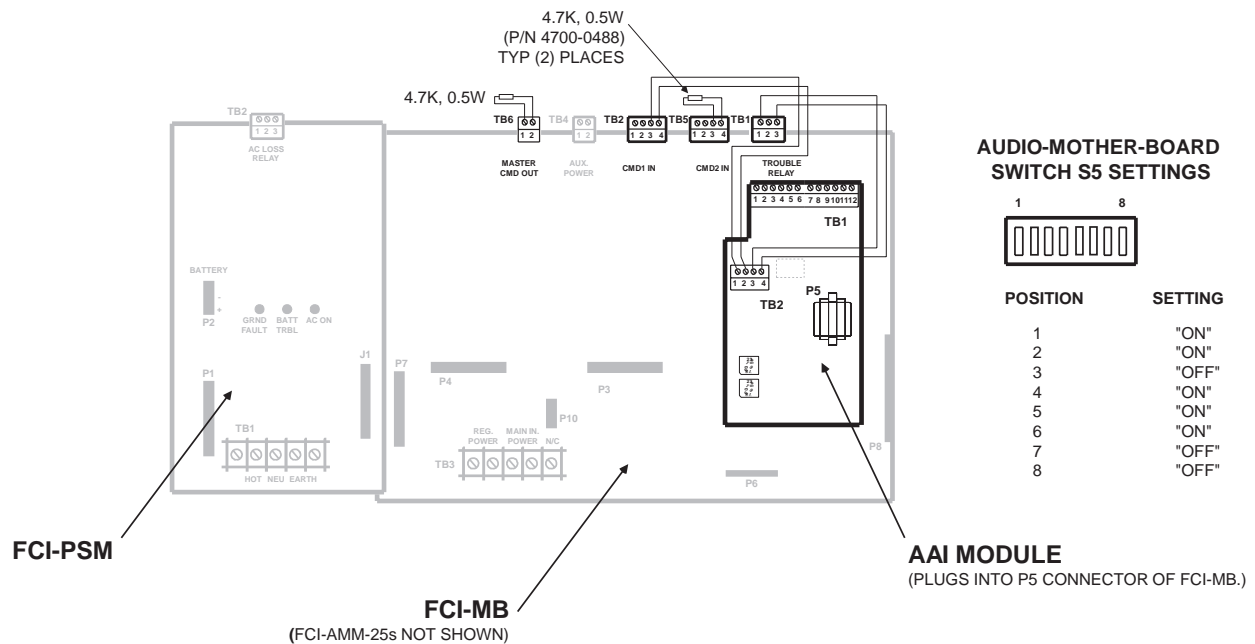 4.7K, 0.5W
(P/N 4700-0488)
TYP (2) PLACES
4.7K, 0.5W
TB2
1 2 3
AC LOSS
RELAY
TB6
1 2
MASTER
CMD OUT
TB4
1 2
AUX.
POWER
TB2
1 2 3 4
CMD1 IN
TB5
1 2 3 4
CMD2 IN
TB1
1 2 3
TROUBLE
RELAY
1 2 3 4 5 6 7 8 9 10 11 12
TB1
1 2 3 4
TB2
P5
BATTERY
-
+
P2
GRND
FAULT
BATT
TRBL
AC ON
P1
J1
P7
P4
P3
P10
TB1
HOT NEU EARTH
REG.
POWER
MAIN IN.
POWER
N/C
TB3
P6
P8
AUDIO-MOTHER-BOARD
SWITCH S5 SETTINGS
1 8
POSITION SETTING
1 "ON"
2 "ON"
3 "OFF"
4 "ON"
5 "ON"
6 "ON"
7 "OFF"
8 "OFF"
FCI-PSM
FCI-MB
(FCI-AMM-25s NOT SHOWN)
AAI MODULE
(PLUGS INTO P5 CONNECTOR OF FCI-MB.)